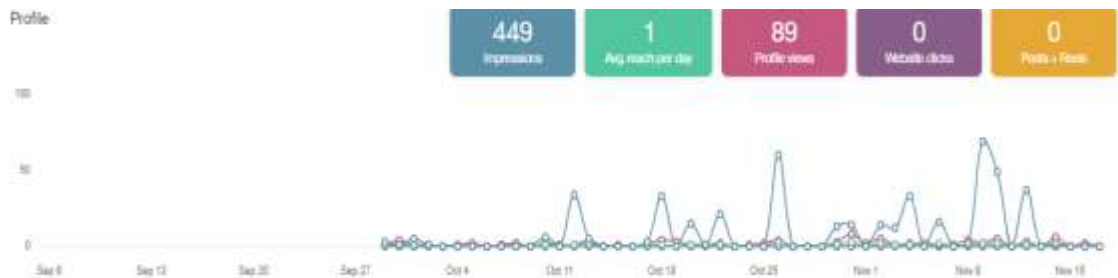 Profile
449 1 89 0 0
Impressions Avg. reach per day Profile views Website clicks Posts + Reels
100
50
0
Sep 6 Sep 13 Sep 20 Sep 27 Oct 4 Oct 11 Oct 18 Oct 25 Nov 1 Nov 8 Nov 15